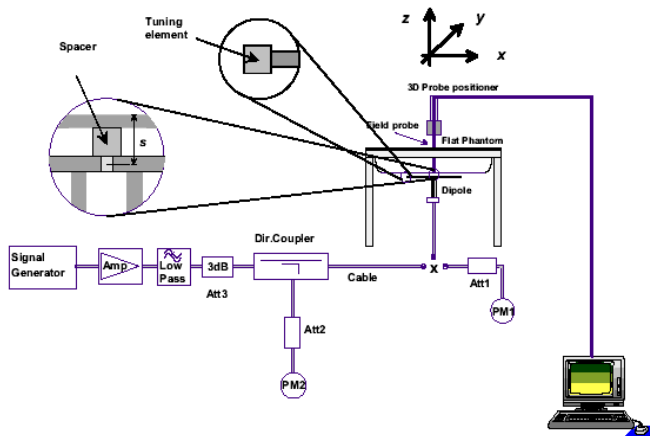 Tuning
element
Spacer
s
z
y
x
3D Probe positioner
Field probe
Flat Phantom
Dipole
Signal
Generator
Amp
Low
Pass
3dB
Att3
Dir.Coupler
Cable
x
Att1
PM1
Att2
PM2